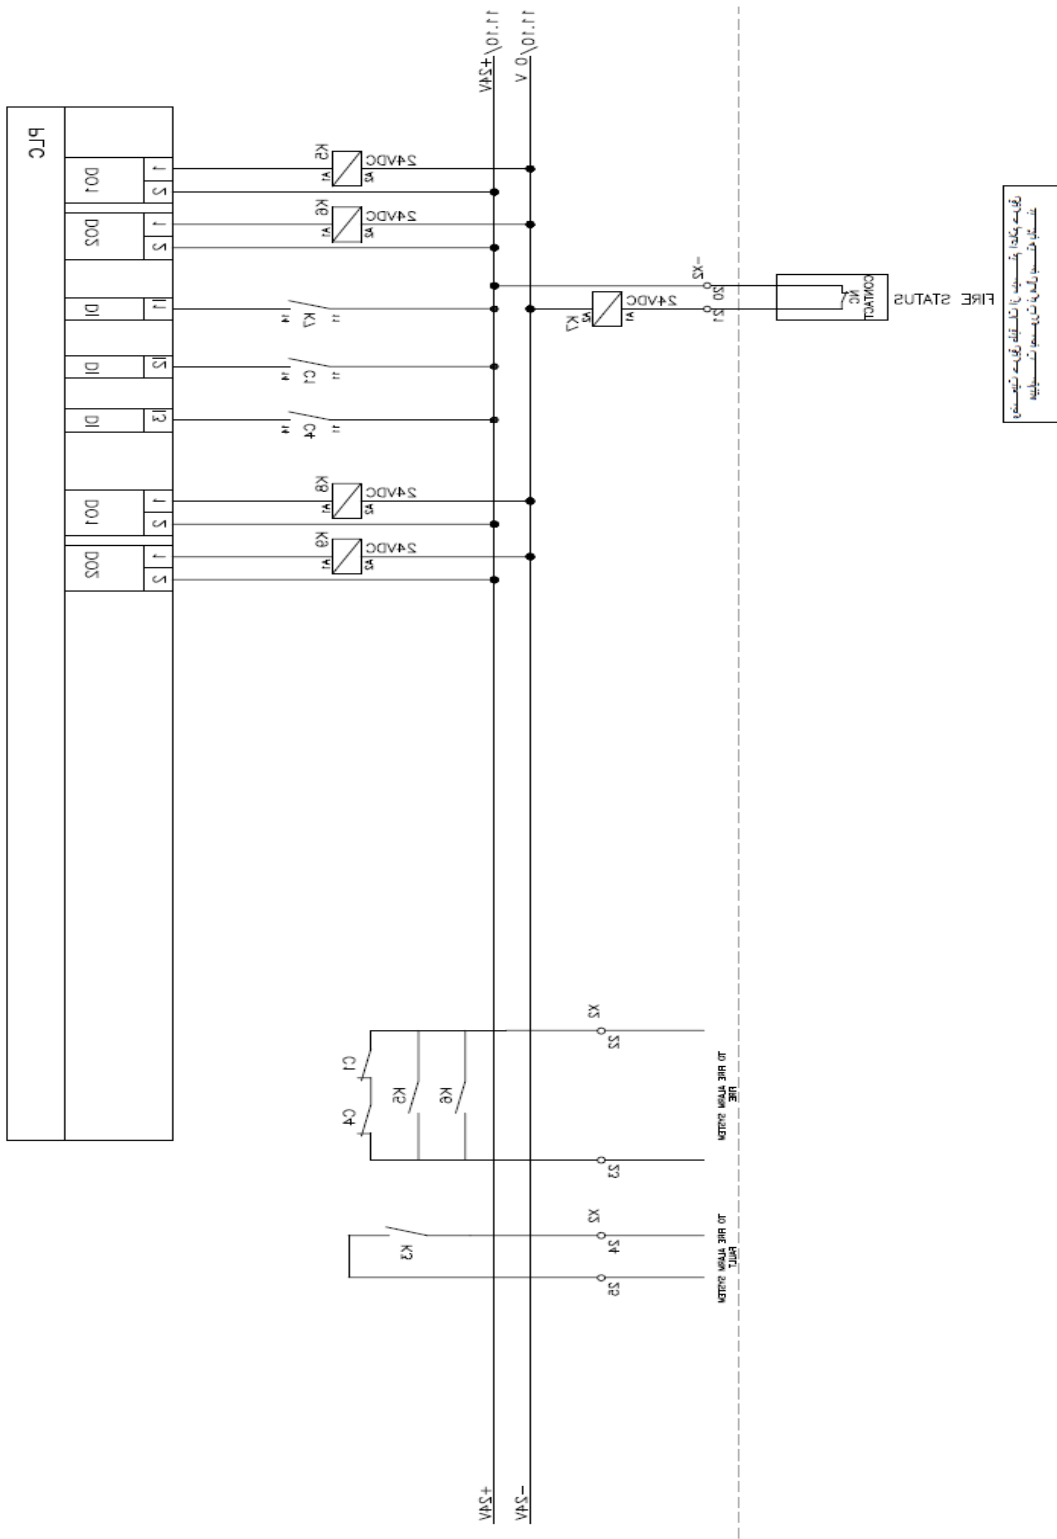 11.10/+24V
11.10/0 V
PLC
DO1
1
2
K5
A1
24VDC
A2
DO2
1
2
K6
A1
24VDC
A2
-X2
20
21
K7
A2
24VDC
A1
NC
CONTACT
FIRE STATUS
DI
I1
14
K7
11
DI
I2
14
C1
11
DI
I3
14
C4
11
DO1
1
2
K8
A1
24VDC
A2
DO2
1
2
K9
A1
24VDC
A2
C1
C4
K5
K6
X2
22
23
TO FIRE ALARM SYSTEM
FIRE
K3
X2
24
25
TO FIRE ALARM SYSTEM
FAULT
+24V
-24V